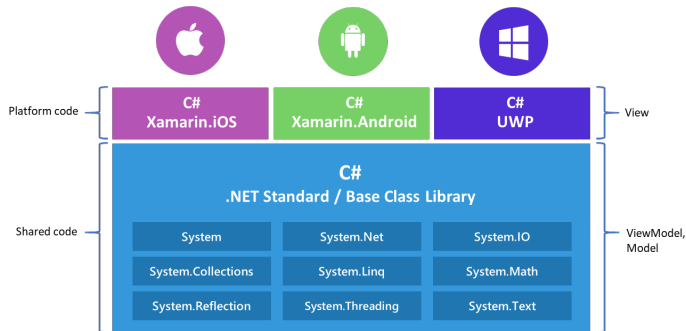 Platform code
C#
Xamarin.iOS
C#
Xamarin.Android
C#
UWP
View
C#
.NET Standard / Base Class Library
Shared code
System
System.Net
System.IO
System.Collections
System.Linq
System.Math
System.Reflection
System.Threading
System.Text
ViewModel,
Model